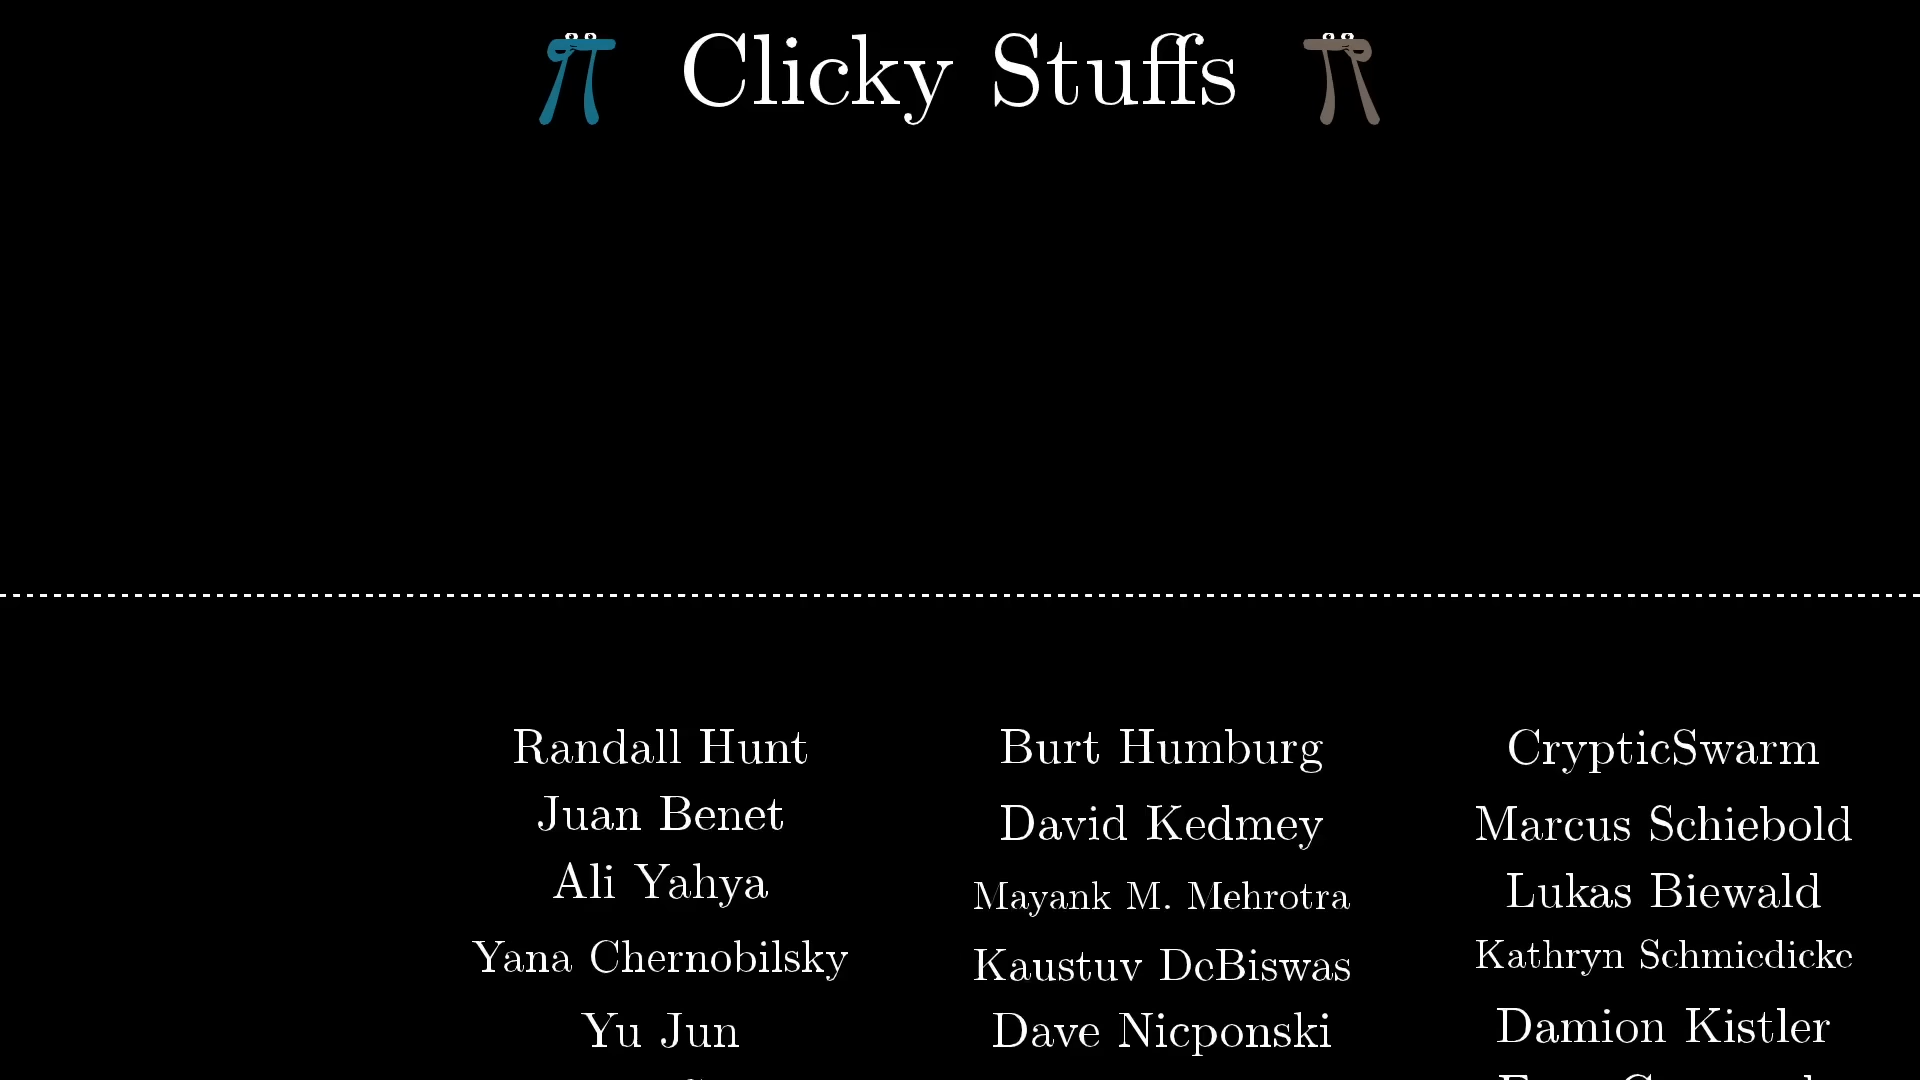 Clicky Stuffs
Randall Hunt
Burt Humburg
CrypticSwarm
Juan Benet
David Kedmey
Marcus Schiebold
Ali Yahya
Mayank M. Mehrotra
Lukas Biewald
Yana Chernobilsky
Kaustuv DeBiswas
Kathryn Schmiedicke
Yu Jun
Dave Nicponski
Damion Kistler